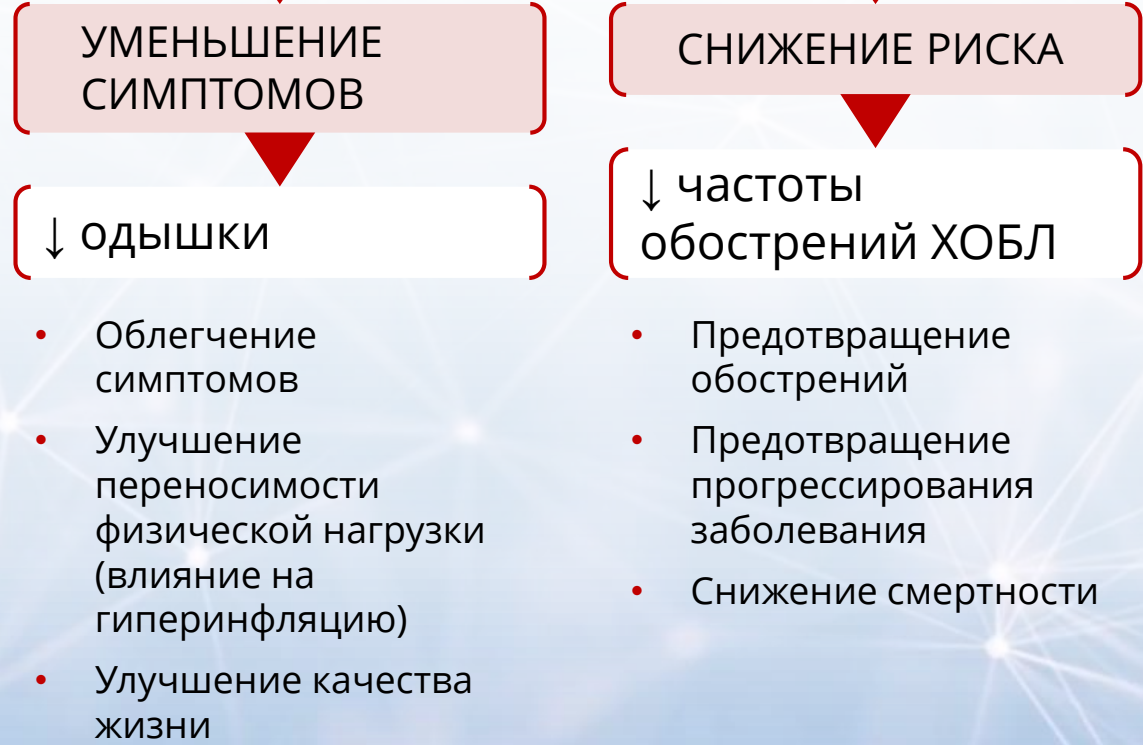 УМЕНЬШЕНИЕ
СИМПТОМОВ
↓ одышки
• Облегчение
симптомов
• Улучшение
переносимости
физической нагрузки
(влияние на
гиперинфляцию)
• Улучшение качества
жизни
СНИЖЕНИЕ РИСКА
↓ частоты
обострений ХОБЛ
• Предотвращение
обострений
• Предотвращение
прогрессирования
заболевания
• Снижение смертности